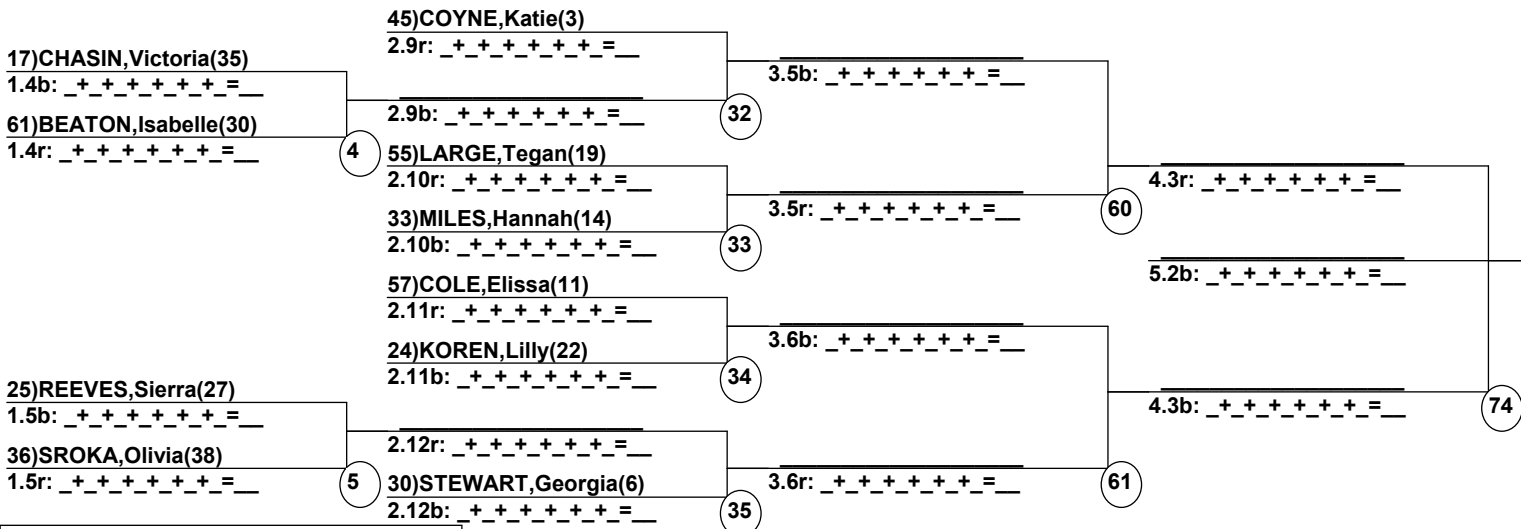 45)COYNE,Katie(3)
2.9r: _+_+_+_+_+_=__
17)CHASIN,Victoria(35)
1.4b: _+_+_+_+_+_=__
3.5b: _+_+_+_+_+_=__
2.9b: _+_+_+_+_+_=__
32
61)BEATON,Isabelle(30)
1.4r: _+_+_+_+_+_=__
4
55)LARGE,Tegan(19)
2.10r: _+_+_+_+_+_=__
4.3r: _+_+_+_+_+_=__
3.5r: _+_+_+_+_+_=__
60
33)MILES,Hannah(14)
2.10b: _+_+_+_+_+_=__
33
5.2b: _+_+_+_+_+_=__
57)COLE,Elissa(11)
2.11r: _+_+_+_+_+_=__
3.6b: _+_+_+_+_+_=__
24)KOREN,Lilly(22)
2.11b: _+_+_+_+_+_=__
34
25)REEVES,Sierra(27)
1.5b: _+_+_+_+_+_=__
4.3b: _+_+_+_+_+_=__
74
2.12r: _+_+_+_+_+_=__
36)SROKA,Olivia(38)
1.5r: _+_+_+_+_+_=__
5
3.6r: _+_+_+_+_+_=__
61
30)STEWART,Georgia(6)
2.12b: _+_+_+_+_+_=__
35